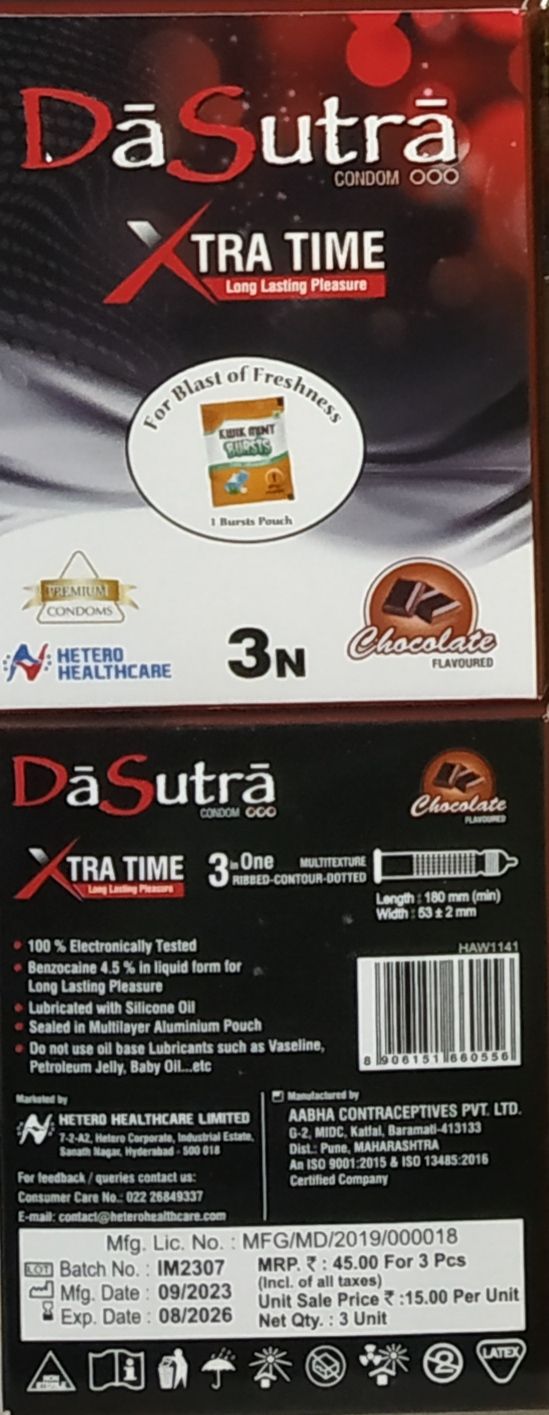 DāSutrā
CONDOM
XTRA TIME
Long Lasting Pleasure
For Blast of Freshness
KWIK MINT
BURSTS
1 Bursts Pouch
PREMIUM
CONDOMS
HETERO
HEALTHCARE
3N
Chocolate
FLAVOURED
DāSutrā
CONDOM
Chocolate
FLAVOURED
XTRA TIME
Long Lasting Pleasure
3 in One
MULTITEXTURE
RIBBED-CONTOUR-DOTTED
Length : 180 mm (min)
Width : 53 ± 2 mm
• 100 % Electronically Tested
• Benzocaine 4.5 % in liquid form for
Long Lasting Pleasure
• Lubricated with Silicone Oil
• Sealed in Multilayer Aluminium Pouch
• Do not use oil base Lubricants such as Vaseline,
Petroleum Jelly, Baby Oil...etc
HAW1141
8 906151 660556
Marketed by
HETERO HEALTHCARE LIMITED
7-2-A2, Hetero Corporate, Industrial Estate,
Sanath Nagar, Hyderabad - 500 018
For feedback / queries contact us:
Consumer Care No.: 022 26849337
E-mail: contact@heterohealthcare.com
Manufactured by
AABHA CONTRACEPTIVES PVT. LTD.
G-2, MIDC, Katfal, Baramati-413133
Dist.: Pune, MAHARASHTRA
An ISO 9001:2015 & ISO 13485:2016
Certified Company
Mfg. Lic. No. : MFG/MD/2019/000018
LOT Batch No. : IM2307
Mfg. Date : 09/2023
Exp. Date : 08/2026
MRP. ₹ : 45.00 For 3 Pcs
(Incl. of all taxes)
Unit Sale Price ₹ :15.00 Per Unit
Net Qty. : 3 Unit
NON
STERILE
i
2
LATEX